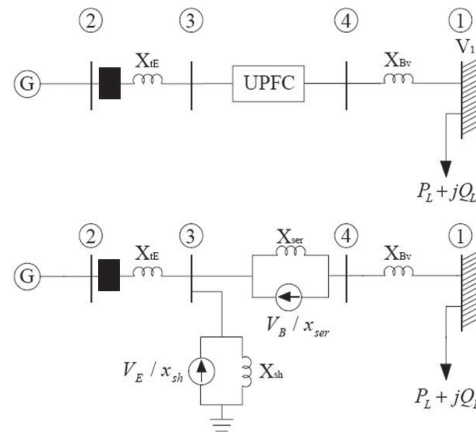 ② ③ ④ ①
X_tE X_Bv V_1
G UPFC
P_L + jQ_L
② ③ X_ser ④ ①
X_tE X_Bv
G
V_B / x_ser
V_E / x_sh X_sh
P_L + jQ_L